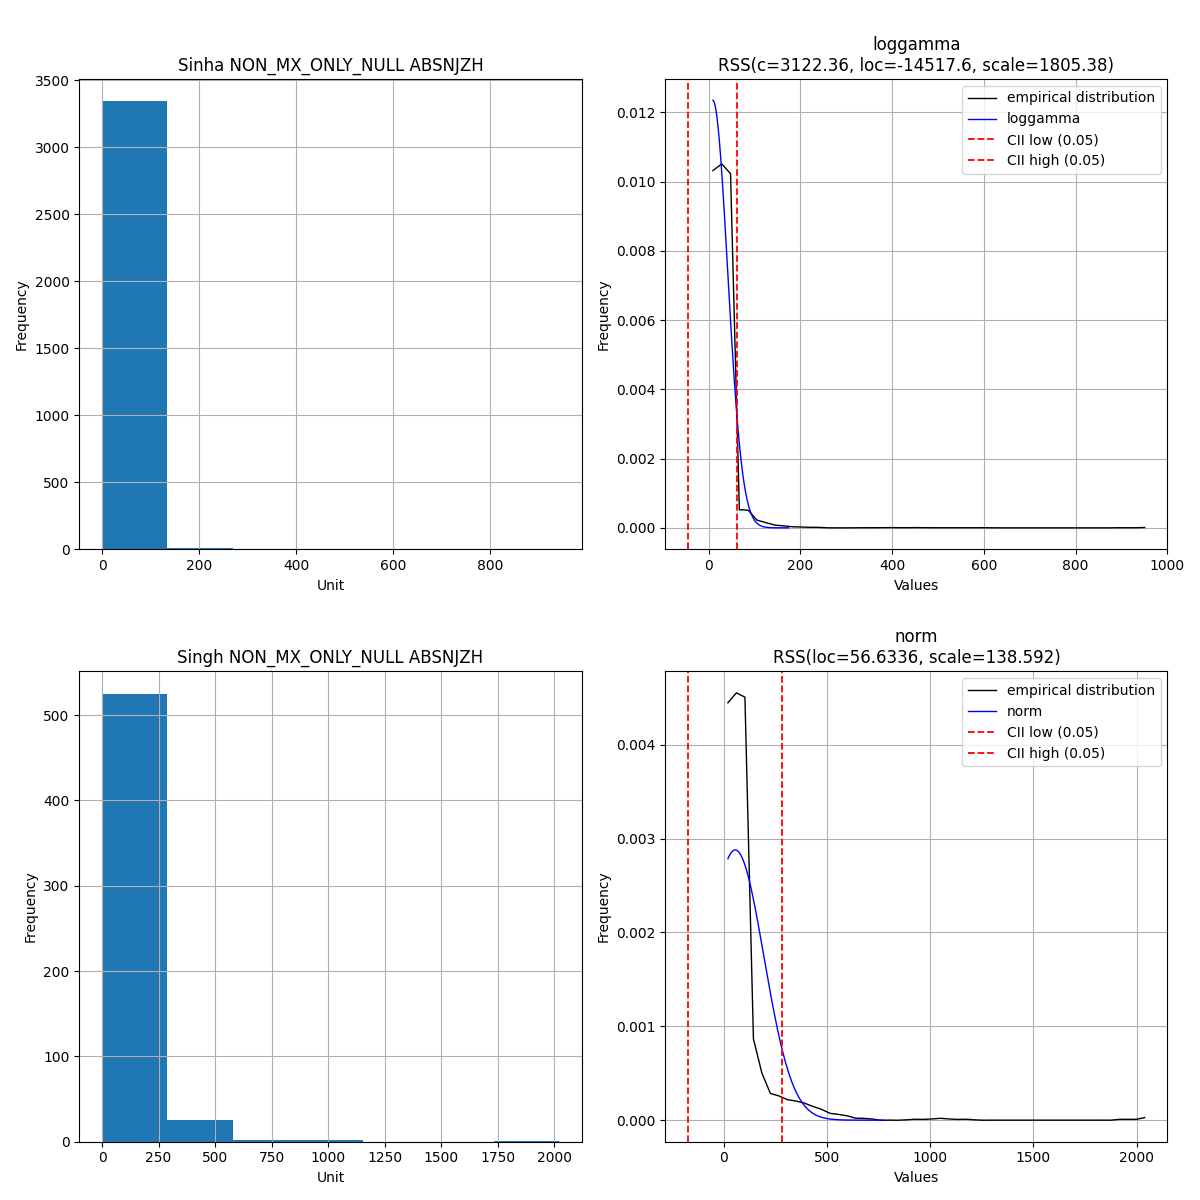 Sinha NON_MX_ONLY_NULL ABSNJZH
3500
3000
2500
2000
1500
1000
500
0
Frequency
0 200 400 600 800
Unit
loggamma
RSS(c=3122.36, loc=-14517.6, scale=1805.38)
empirical distribution
loggamma
CII low (0.05)
CII high (0.05)
0.012
0.010
0.008
0.006
0.004
0.002
0.000
Frequency
0 200 400 600 800 1000
Values
Singh NON_MX_ONLY_NULL ABSNJZH
500
400
300
200
100
0
Frequency
0 250 500 750 1000 1250 1500 1750 2000
Unit
norm
RSS(loc=56.6336, scale=138.592)
empirical distribution
norm
CII low (0.05)
CII high (0.05)
0.004
0.003
0.002
0.001
0.000
Frequency
0 500 1000 1500 2000
Values